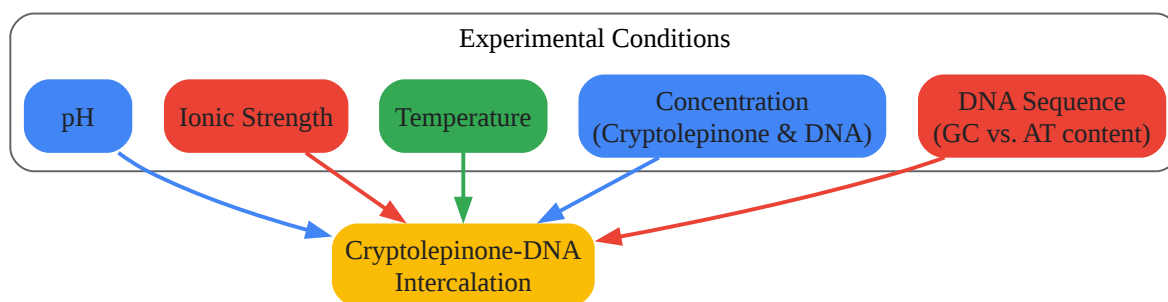 Experimental Conditions
pH
Ionic Strength
Temperature
Concentration
(Cryptolepinone & DNA)
DNA Sequence
(GC vs. AT content)
Cryptolepinone-DNA
Intercalation